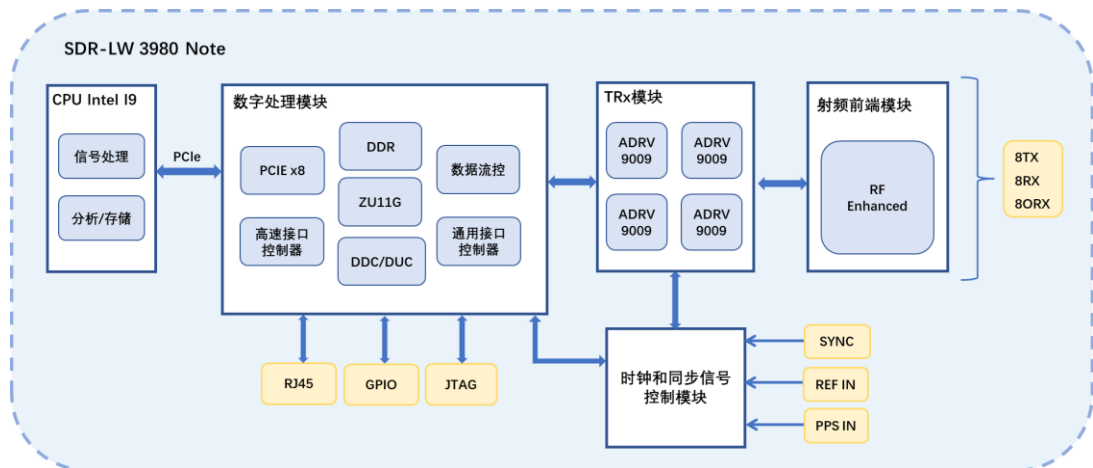 SDR-LW 3980 Note
CPU Intel I9
信号处理
分析/存储
PCIe
数字处理模块
PCIE x8
高速接口
控制器
DDR
ZU11G
DDC/DUC
数据流控
通用接口
控制器
TRx模块
ADRV
9009
ADRV
9009
ADRV
9009
ADRV
9009
射频前端模块
RF
Enhanced
8TX
8RX
8ORX
RJ45
GPIO
JTAG
时钟和同步信号
控制模块
SYNC
REF IN
PPS IN